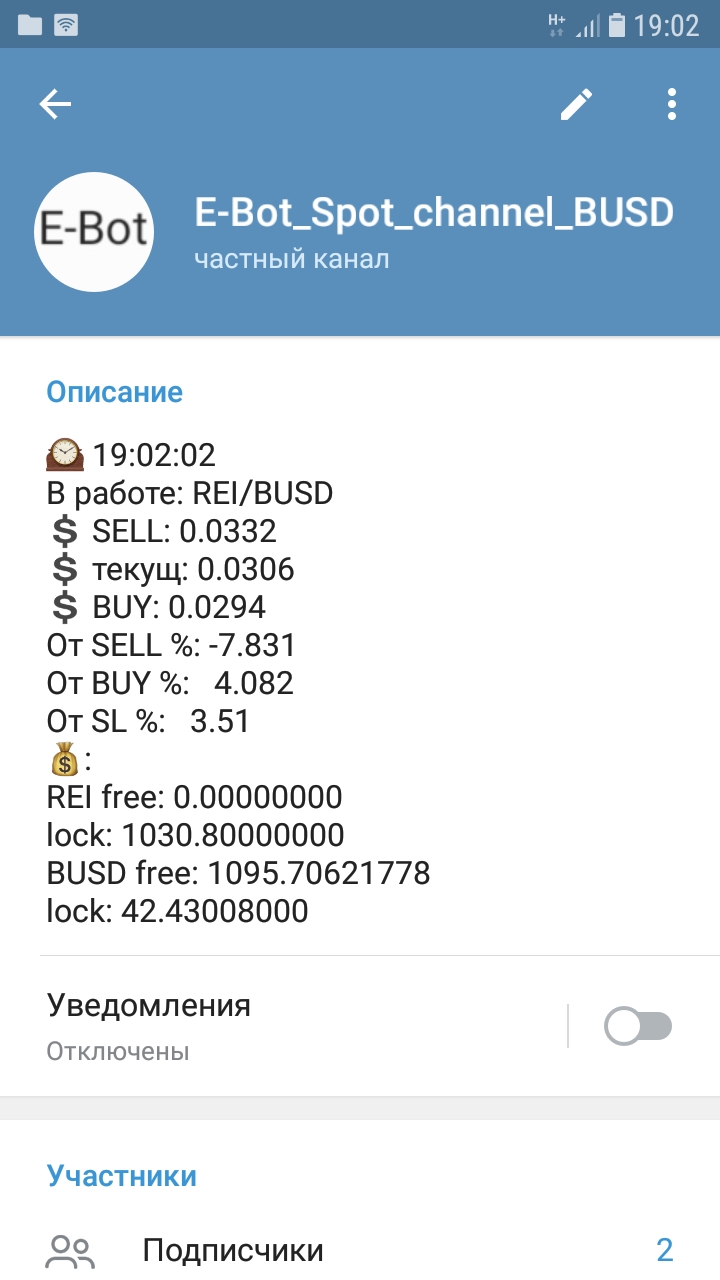 H+ 19:02
E-Bot
E-Bot_Spot_channel_BUSD
частный канал
Описание
🕰 19:02:02
В работе: REI/BUSD
💲 SELL: 0.0332
💲 текущ: 0.0306
💲 BUY: 0.0294
От SELL %: -7.831
От BUY %:   4.082
От SL %:   3.51
💰:
REI free: 0.00000000
lock: 1030.80000000
BUSD free: 1095.70621778
lock: 42.43008000
Уведомления
Отключены
Участники
Подписчики 2